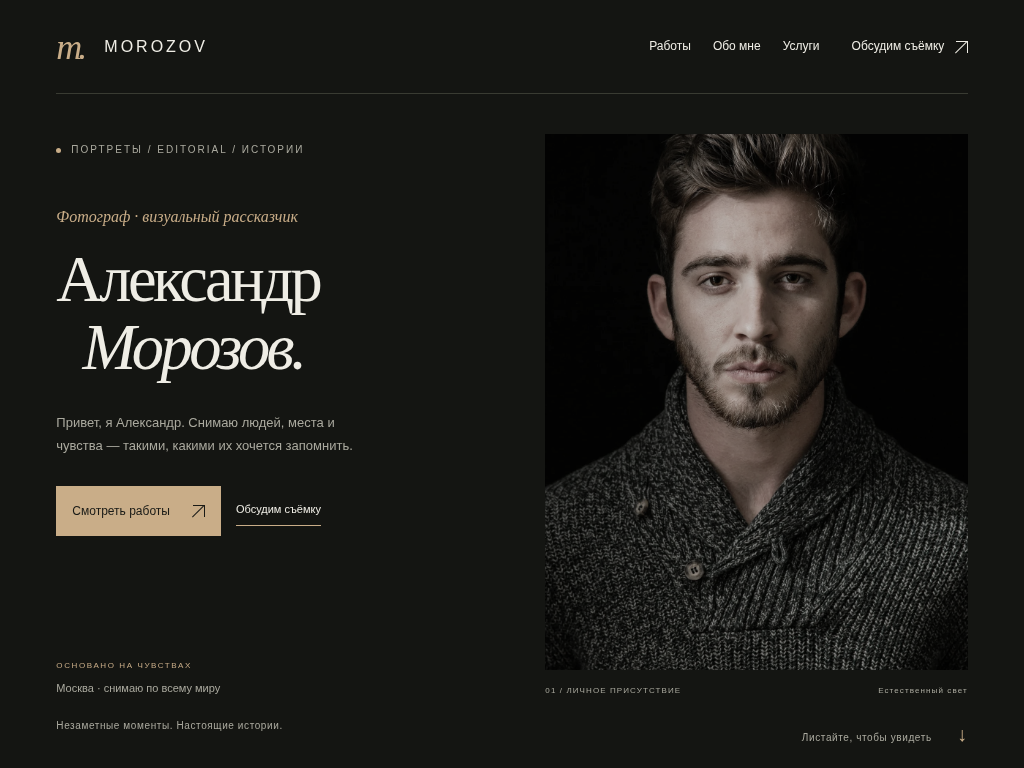 m. MOROZOV
Работы Обо мне Услуги Обсудим съёмку
ПОРТРЕТЫ / EDITORIAL / ИСТОРИИ
Фотограф · визуальный рассказчик
Александр
Морозов.
Привет, я Александр. Снимаю людей, места и
чувства — такими, какими их хочется запомнить.
Смотреть работы ↗ Обсудим съёмку
ОСНОВАНО НА ЧУВСТВАХ
Москва · снимаю по всему миру
Незаметные моменты. Настоящие истории.
01 / ЛИЧНОЕ ПРИСУТСТВИЕ Естественный свет
Листайте, чтобы увидеть ↓